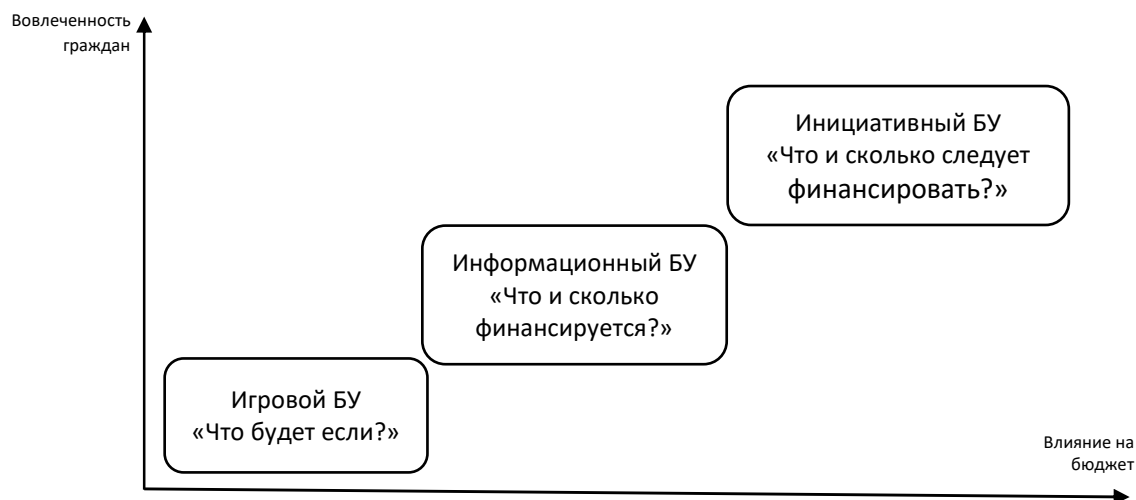 Вовлеченность
граждан
Инициативный БУ
«Что и сколько следует
финансировать?»
Информационный БУ
«Что и сколько
финансируется?»
Игровой БУ
«Что будет если?»
Влияние на
бюджет